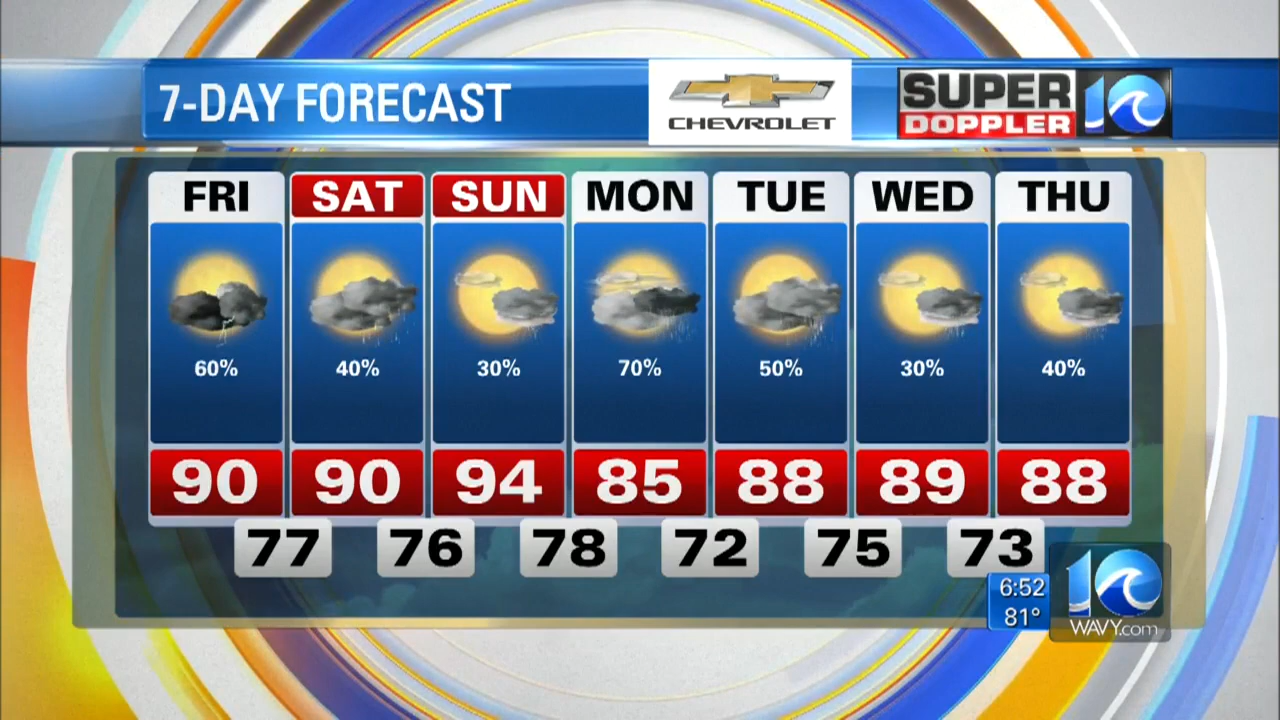 7-DAY FORECAST
CHEVROLET
SUPER
DOPPLER
10
FRI SAT SUN MON TUE WED THU
60% 40% 30% 70% 50% 30% 40%
90 90 94 85 88 89 88
77 76 78 72 75 73
6:52
81°
10
WAVY.com